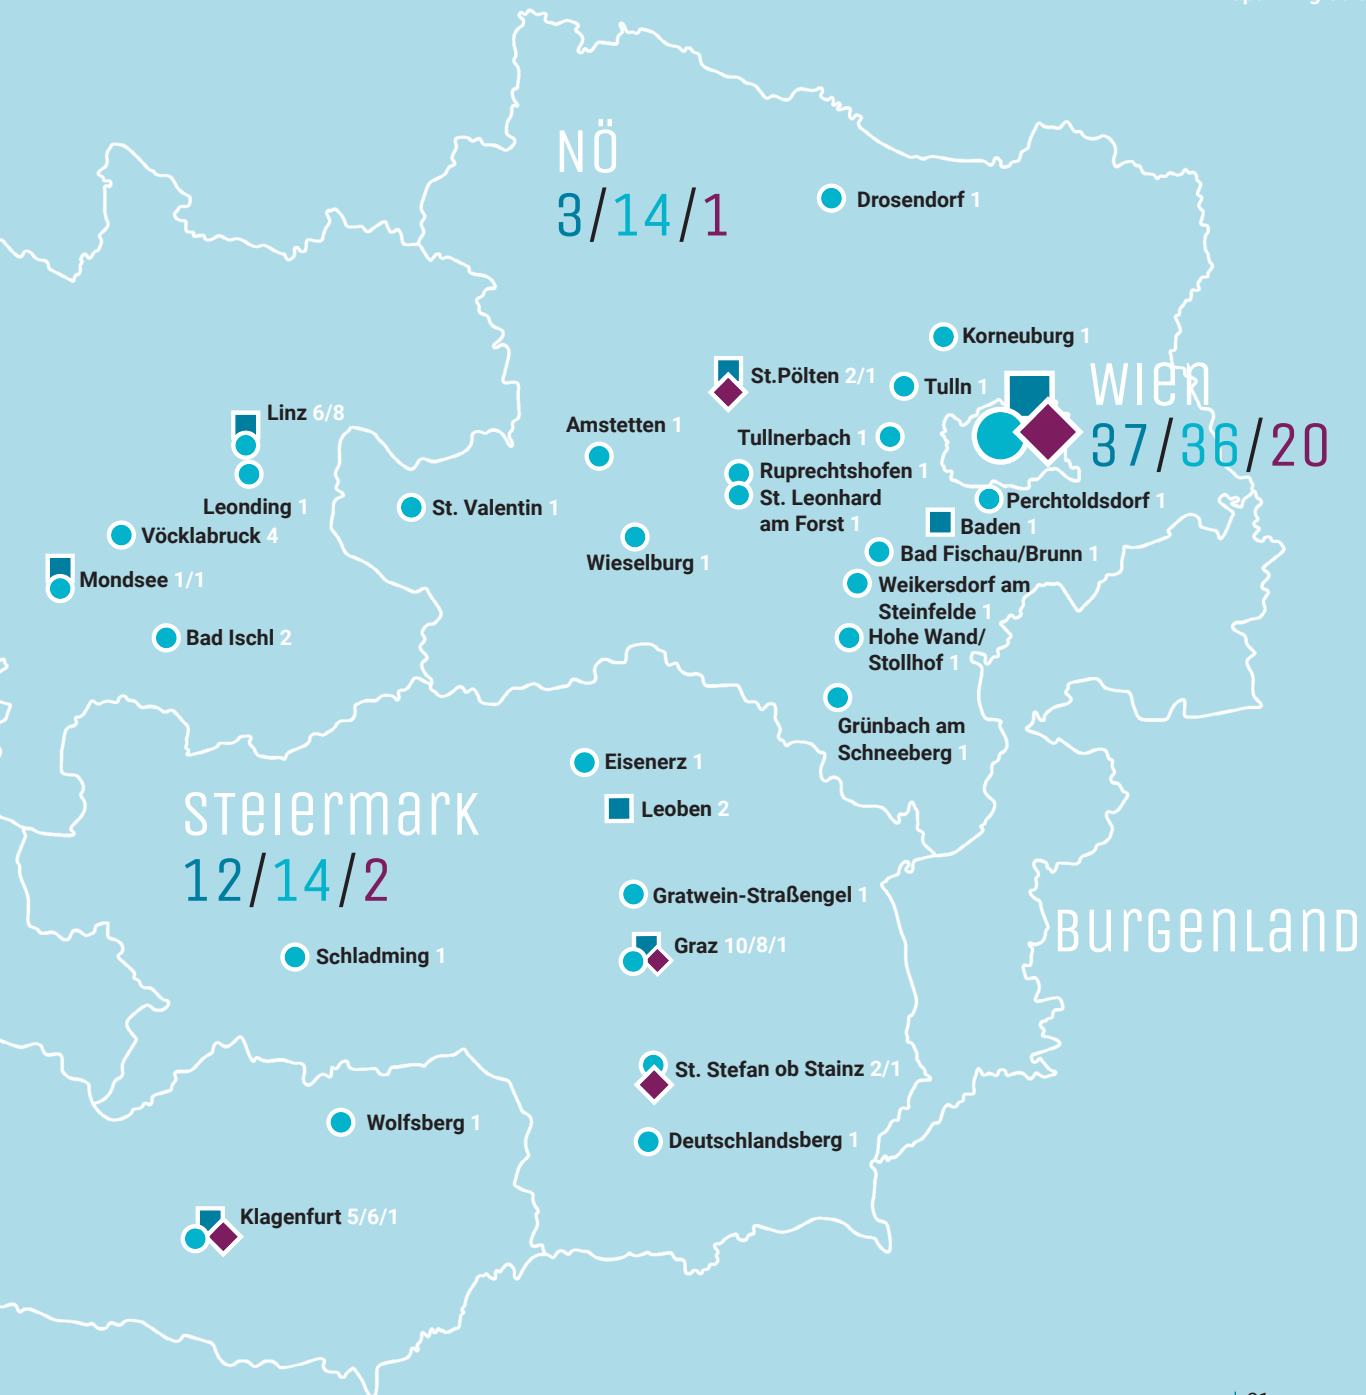 NÖ
3/14/1
Drosendorf 1
Korneuburg 1
Wien
37/36/20
St.Pölten 2/1
Tulln 1
Linz 6/8
Amstetten 1
Tullnerbach 1
Ruprechtshofen 1
St. Leonhard
am Forst 1
Leonding 1
St. Valentin 1
Perchtoldsdorf 1
Baden 1
Vöcklabruck 4
Wieselburg 1
Bad Fischau/Brunn 1
Mondsee 1/1
Weikersdorf am
Steinfelde 1
Bad Ischl 2
Hohe Wand/
Stollhof 1
Grünbach am
Schneeberg 1
Eisenerz 1
Leoben 2
Steiermark
12/14/2
Gratwein-Straßengel 1
Graz 10/8/1
Burgenland
Schladming 1
St. Stefan ob Stainz 2/1
Wolfsberg 1
Deutschlandsberg 1
Klagenfurt 5/6/1